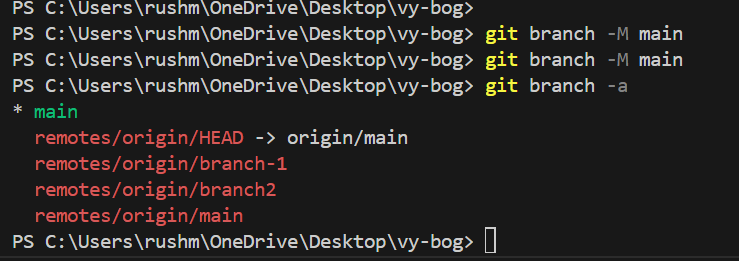 PS C:\Users\rushm\OneDrive\Desktop\vy-bog>
PS C:\Users\rushm\OneDrive\Desktop\vy-bog> git branch -M main
PS C:\Users\rushm\OneDrive\Desktop\vy-bog> git branch -M main
PS C:\Users\rushm\OneDrive\Desktop\vy-bog> git branch -a
* main
  remotes/origin/HEAD -> origin/main
  remotes/origin/branch-1
  remotes/origin/branch2
  remotes/origin/main
PS C:\Users\rushm\OneDrive\Desktop\vy-bog>